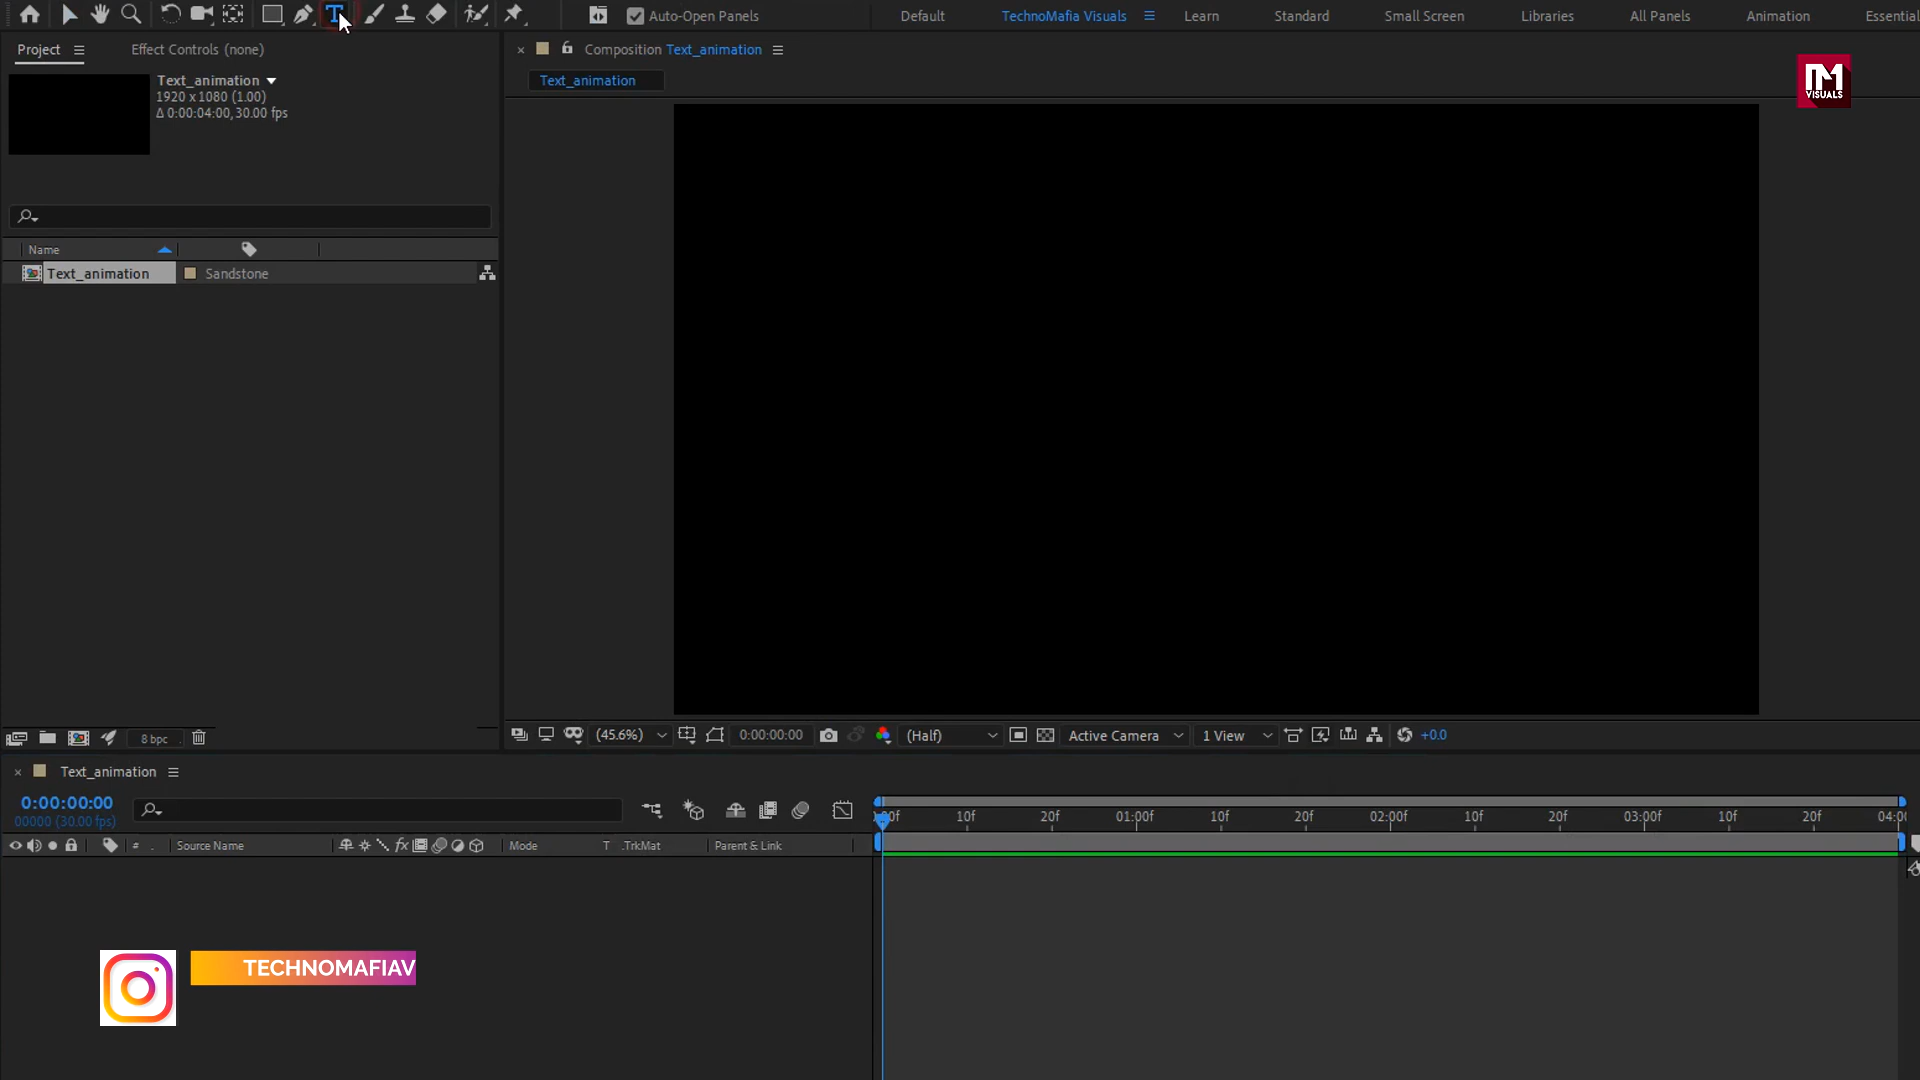 Auto-Open Panels Default TechnoMafia Visuals Learn Standard Small Screen Libraries All Panels Animation Essential
Project Effect Controls (none) Composition Text_animation
Text_animation
1920 x 1080 (1.00)
Δ 0:00:04:00, 30.00 fps
Text_animation
VISUALS
Name
Text_animation Sandstone
8 bpc (45.6%) 0:00:00:00 (Half) Active Camera 1 View +0.0
Text_animation
0:00:00:00
00000 (30.00 fps)
:00f 10f 20f 01:00f 10f 20f 02:00f 10f 20f 03:00f 10f 20f 04:00
# Source Name fx Mode T .TrkMat Parent & Link
TECHNOMAFIAV